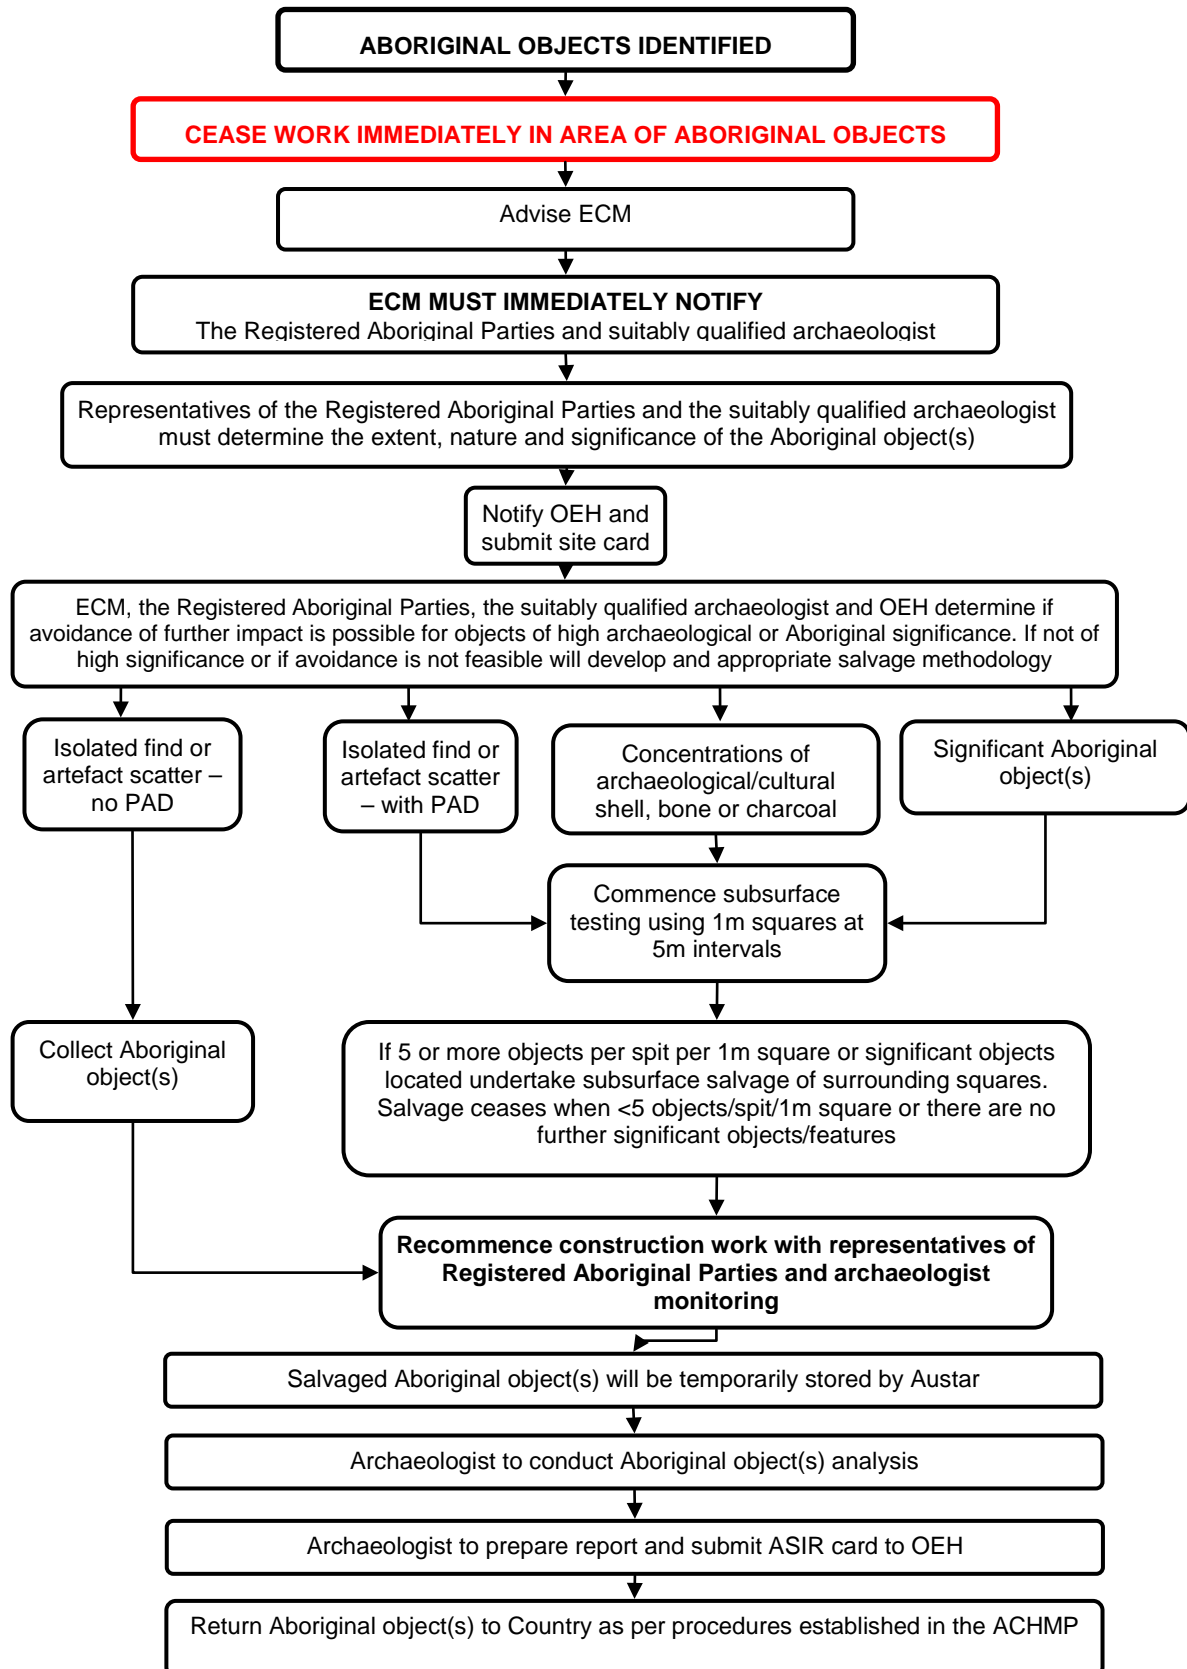 ABORIGINAL OBJECTS IDENTIFIED
CEASE WORK IMMEDIATELY IN AREA OF ABORIGINAL OBJECTS
Advise ECM
ECM MUST IMMEDIATELY NOTIFY
The Registered Aboriginal Parties and suitably qualified archaeologist
Representatives of the Registered Aboriginal Parties and the suitably qualified archaeologist
must determine the extent, nature and significance of the Aboriginal object(s)
Notify OEH and
submit site card
ECM, the Registered Aboriginal Parties, the suitably qualified archaeologist and OEH determine if
avoidance of further impact is possible for objects of high archaeological or Aboriginal significance. If not of
high significance or if avoidance is not feasible will develop and appropriate salvage methodology
Isolated find or
artefact scatter –
no PAD
Isolated find or
artefact scatter
– with PAD
Concentrations of
archaeological/cultural
shell, bone or charcoal
Significant Aboriginal
object(s)
Commence subsurface
testing using 1m squares at
5m intervals
Collect Aboriginal
object(s)
If 5 or more objects per spit per 1m square or significant objects
located undertake subsurface salvage of surrounding squares.
Salvage ceases when <5 objects/spit/1m square or there are no
further significant objects/features
Recommence construction work with representatives of
Registered Aboriginal Parties and archaeologist
monitoring
Salvaged Aboriginal object(s) will be temporarily stored by Austar
Archaeologist to conduct Aboriginal object(s) analysis
Archaeologist to prepare report and submit ASIR card to OEH
Return Aboriginal object(s) to Country as per procedures established in the ACHMP